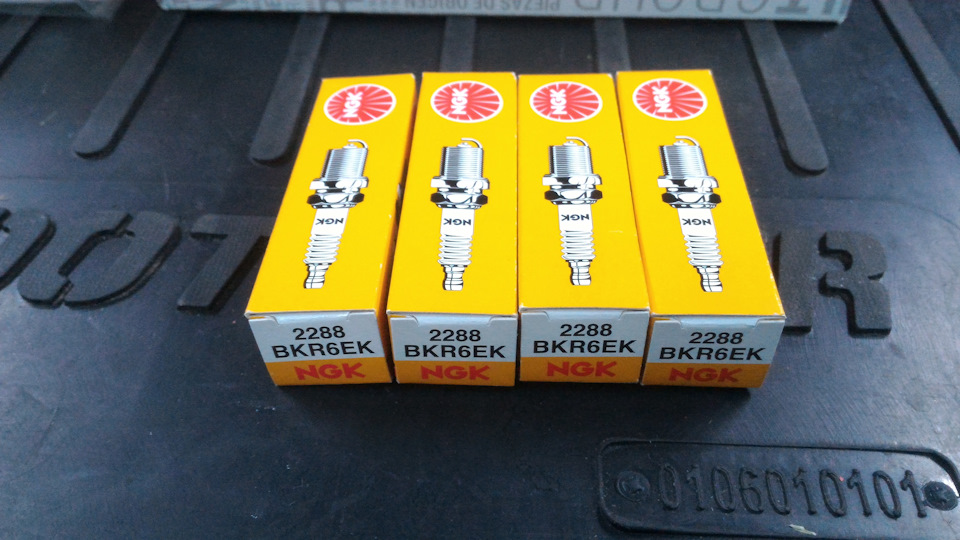 PIEZAS DE ORIGEN
NGK
NGK
NGK
NGK
NGK
NGK
NGK
NGK
2288
BKR6EK
NGK
2288
BKR6EK
NGK
2288
BKR6EK
NGK
2288
BKR6EK
NGK
0106010101